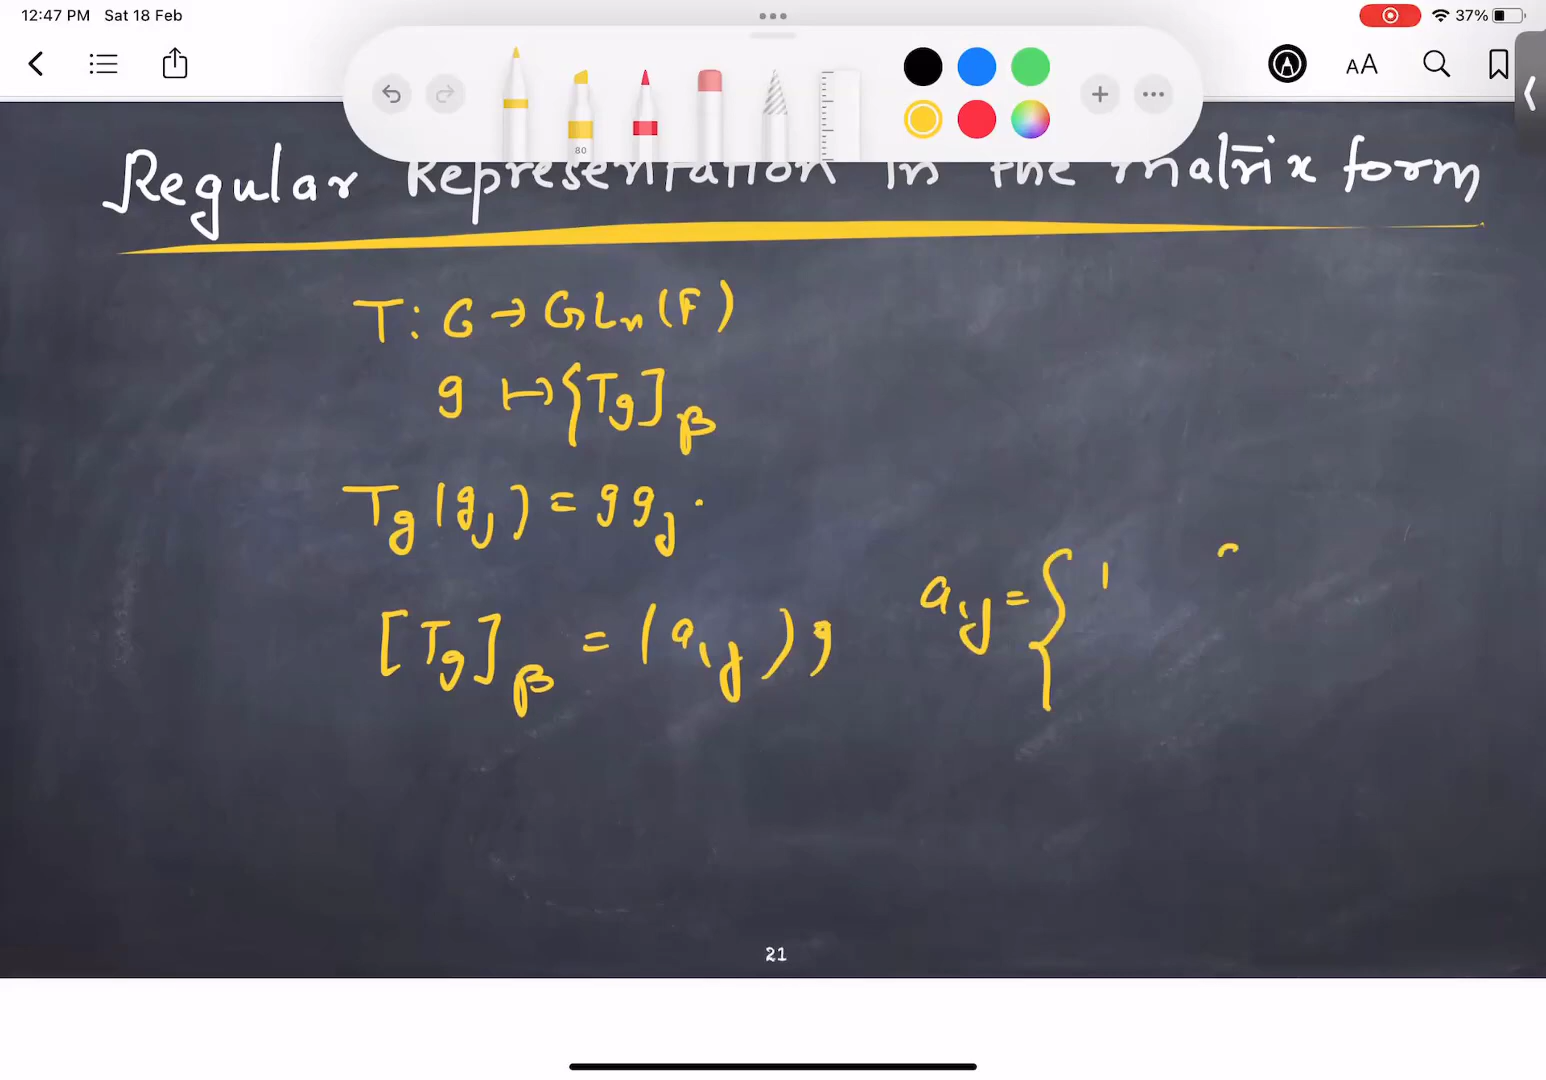 12:47 PM Sat 18 Feb
37%
AA
80
Regular Representation in the matrix form
T: G → GLn(F)
g ↦ {Tg]β
Tg(gj) = ggj.
[Tg]β = (aij)g
aij = { 1
21